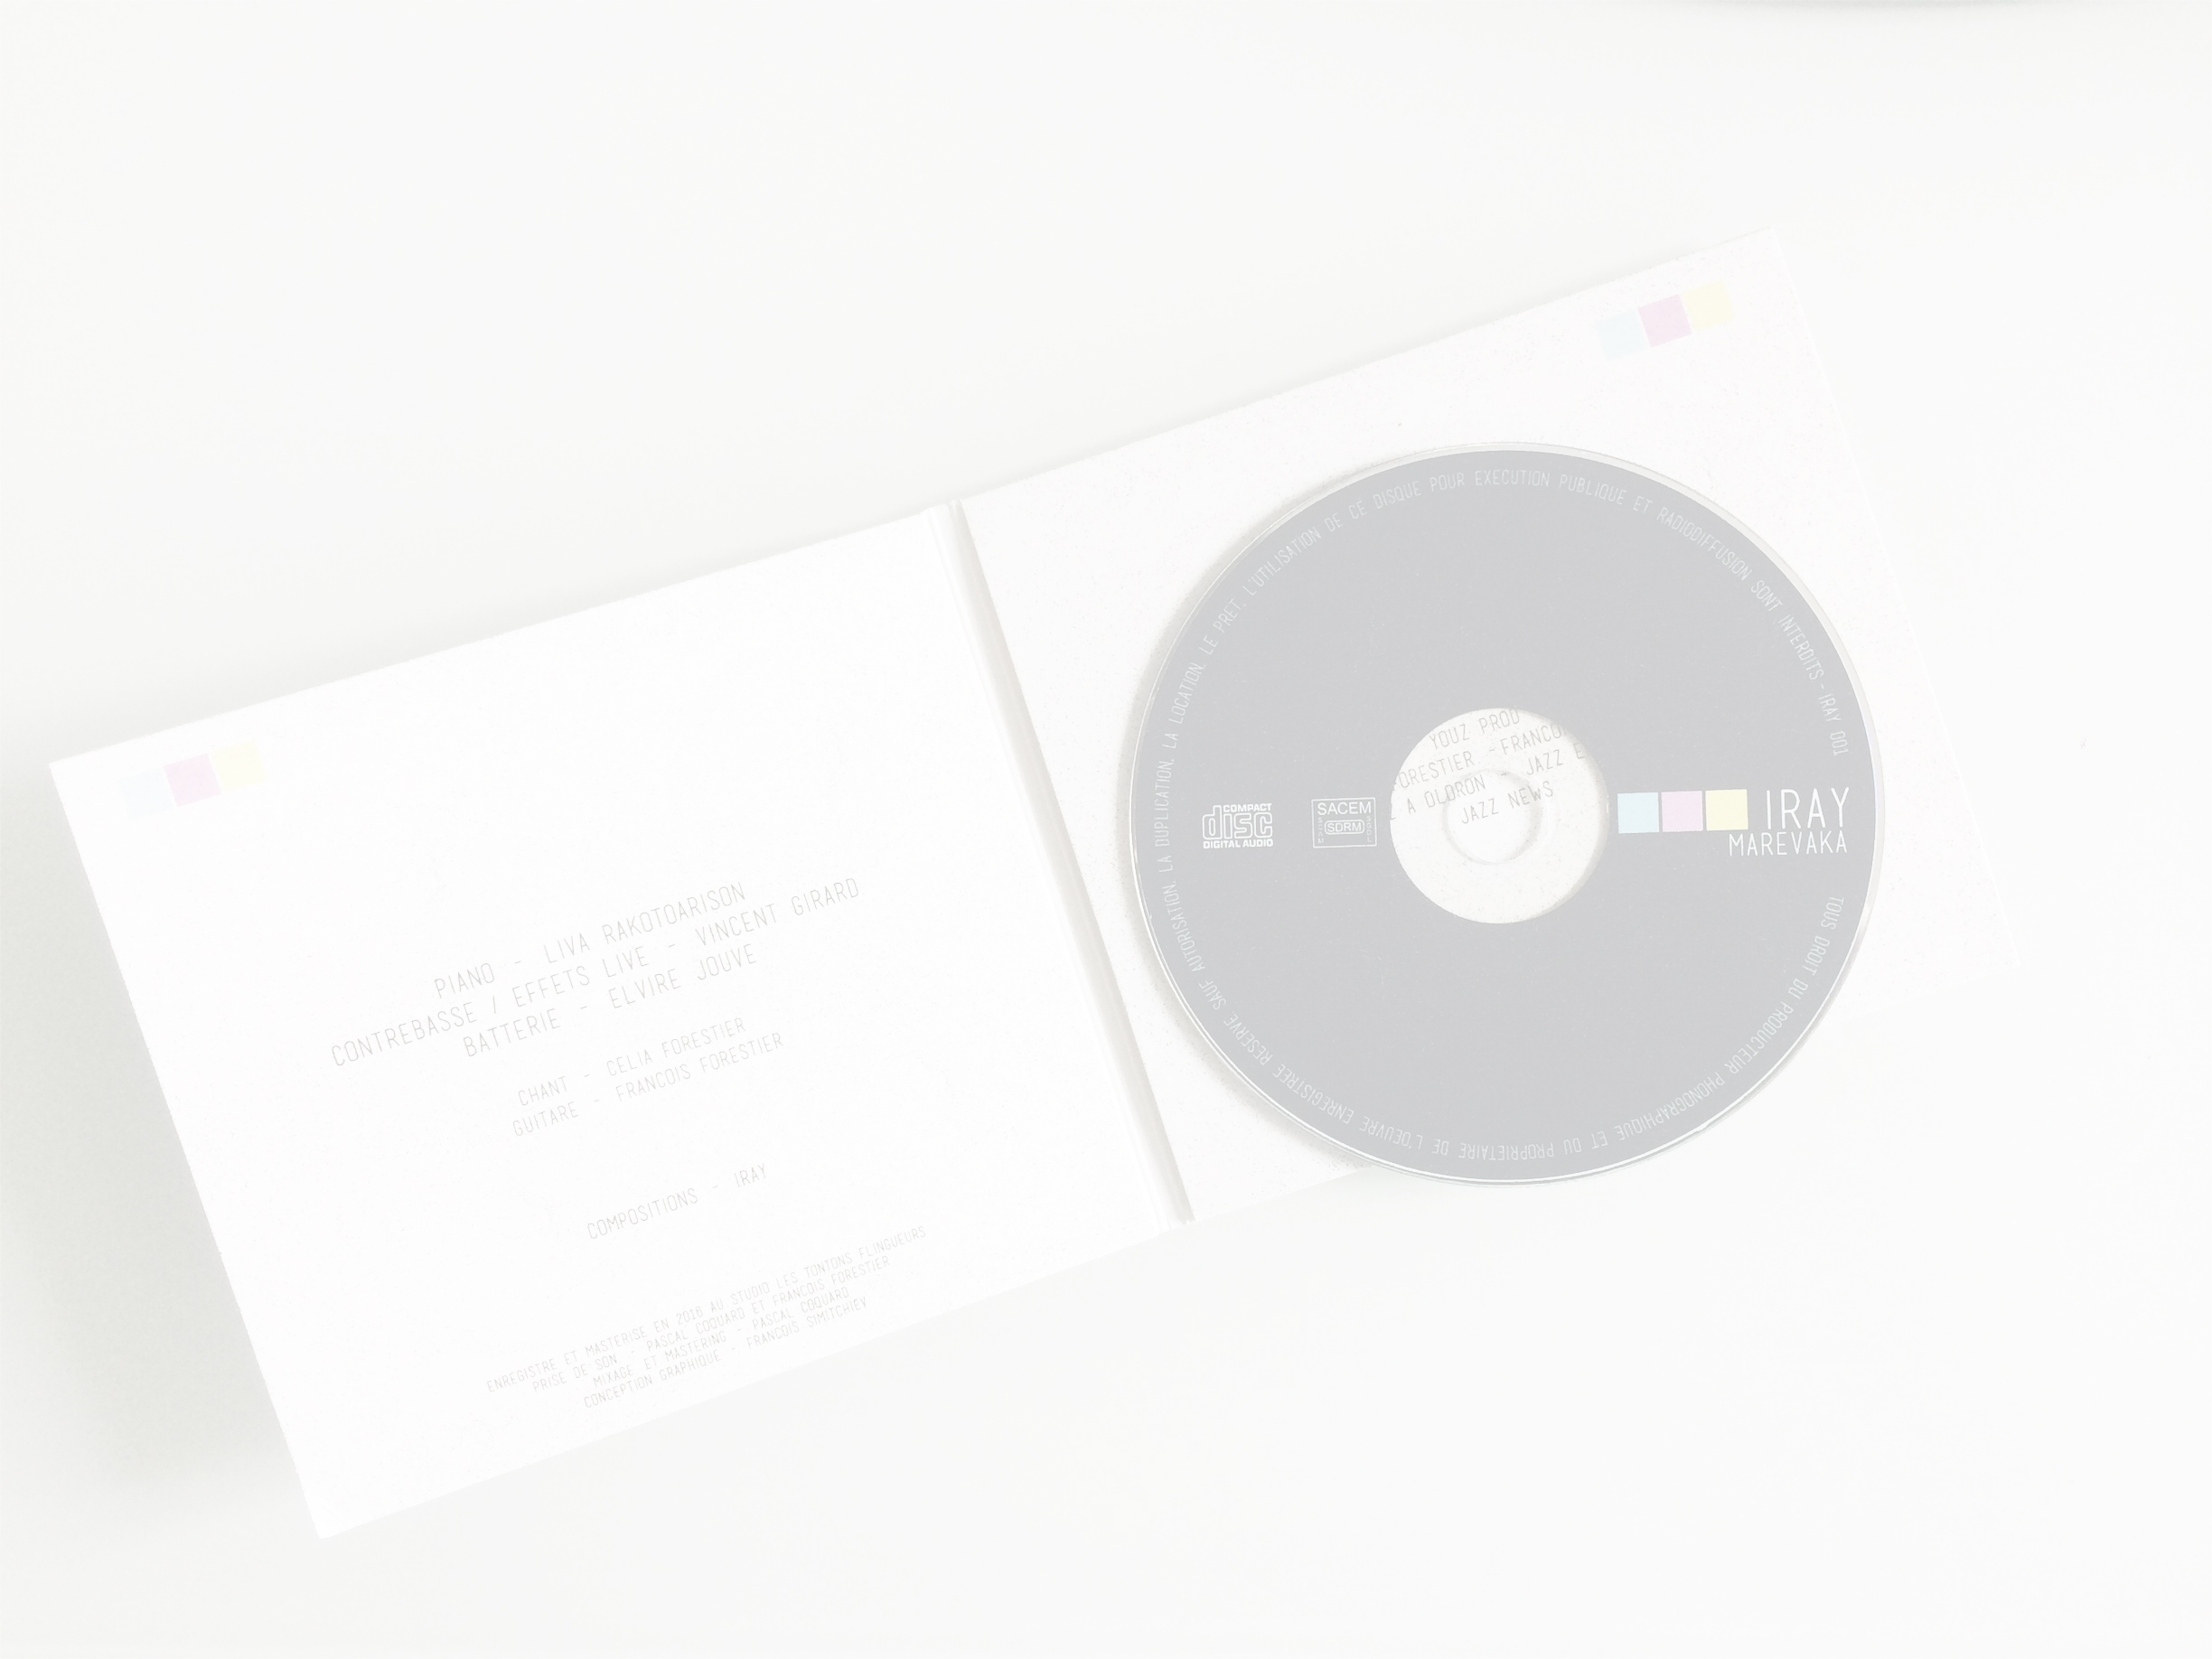 PIANO - LIVA RAKOTOARISON
CONTREBASSE / EFFETS LIVE - VINCENT GIRARD
BATTERIE - ELVIRE JOUVE
CHANT - CELIA FORESTIER
GUITARE - FRANCOIS FORESTIER
COMPOSITIONS - IRAY
ENREGISTRE ET MASTERISE EN 2016 AU STUDIO LES TONTONS FLINGUEURS
PRISE DE SON - PASCAL COQUARD ET FRANCOIS FORESTIER
MIXAGE ET MASTERING - PASCAL COQUARD
CONCEPTION GRAPHIQUE - FRANCOIS SIMITCHIEV
TOUS DROIT DU PRODUCTEUR PHONOGRAPHIQUE ET DU PROPRIETAIRE DE L'OEUVRE ENREGISTREE RESERVE SAUF AUTORISATION, LA DUPLICATION, LA LOCATION, LE PRET, L'UTILISATION DE CE DISQUE POUR EXECUTION PUBLIQUE ET RADIODIFFUSION SONT INTERDITS - IRAY 001
COMPACT
disc
DIGITAL AUDIO
SACEM
SDRM
YOUZ PROD
ORESTIER - FRANCO
A OLDRON - JAZZ E
JAZZ NEWS
IRAY
MAREVAKA